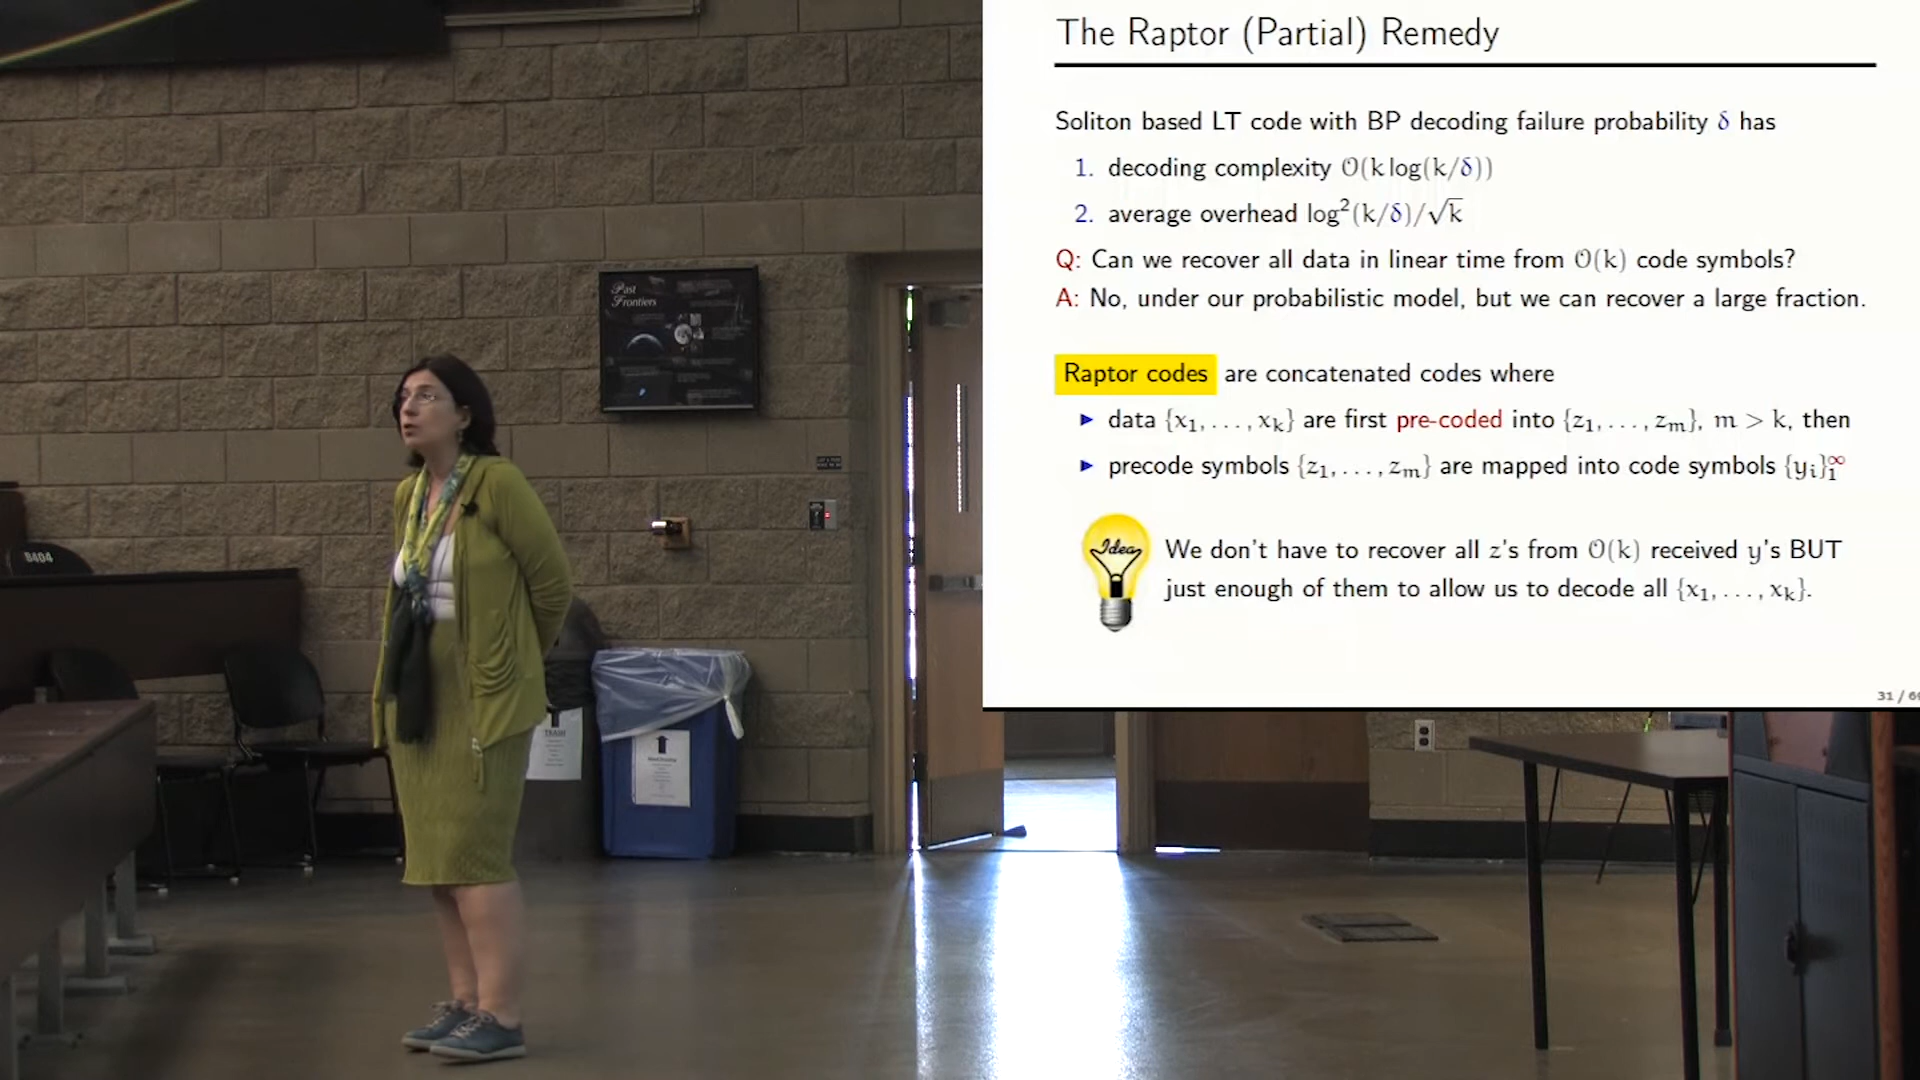 The Raptor (Partial) Remedy
Soliton based LT code with BP decoding failure probability δ has
1. decoding complexity O(k log(k/δ))
2. average overhead log²(k/δ)/√k
Q: Can we recover all data in linear time from O(k) code symbols?
A: No, under our probabilistic model, but we can recover a large fraction.
Raptor codes are concatenated codes where
▶ data {x₁, . . . , xₖ} are first pre-coded into {z₁, . . . , zₘ}, m > k, then
▶ precode symbols {z₁, . . . , zₘ} are mapped into code symbols {yᵢ}₁^∞
Idea
We don't have to recover all z's from O(k) received y's BUT
just enough of them to allow us to decode all {x₁, . . . , xₖ}.
31 / 6
Past
Frontiers
B404
TRASH